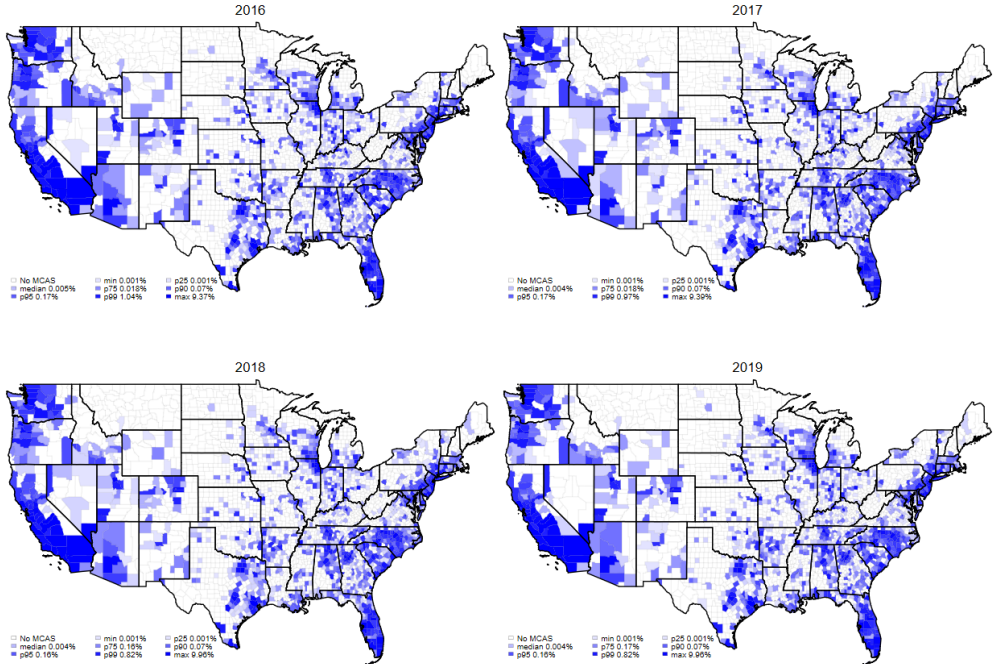 2016
No MCAS min 0.001% p25 0.001%
median 0.005% p75 0.018% p90 0.07%
p95 0.17% p99 1.04% max 9.37%
2017
No MCAS min 0.001% p25 0.001%
median 0.004% p75 0.018% p90 0.07%
p95 0.17% p99 0.97% max 9.39%
2018
No MCAS min 0.001% p25 0.001%
median 0.004% p75 0.16% p90 0.07%
p95 0.16% p99 0.82% max 9.96%
2019
No MCAS min 0.001% p25 0.001%
median 0.004% p75 0.17% p90 0.07%
p95 0.16% p99 0.82% max 9.96%